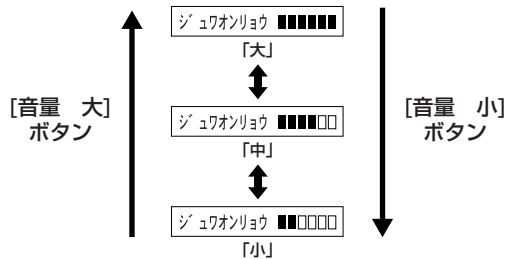 ジュワオンリョウ ■■■■■■
「大」
[音量　大]
ボタン
ジュワオンリョウ ■■■■□□
「中」
[音量　小]
ボタン
ジュワオンリョウ ■■□□□□
「小」